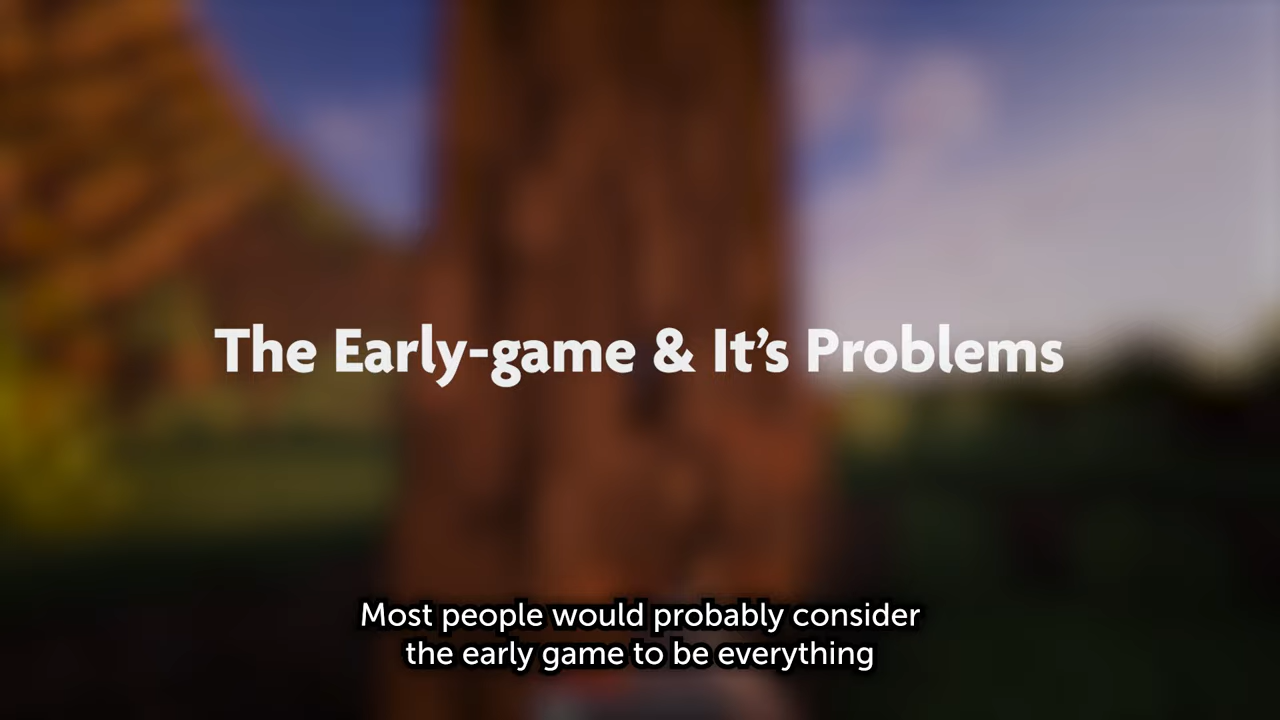 The Early-game & It’s Problems
Most people would probably consider
the early game to be everything